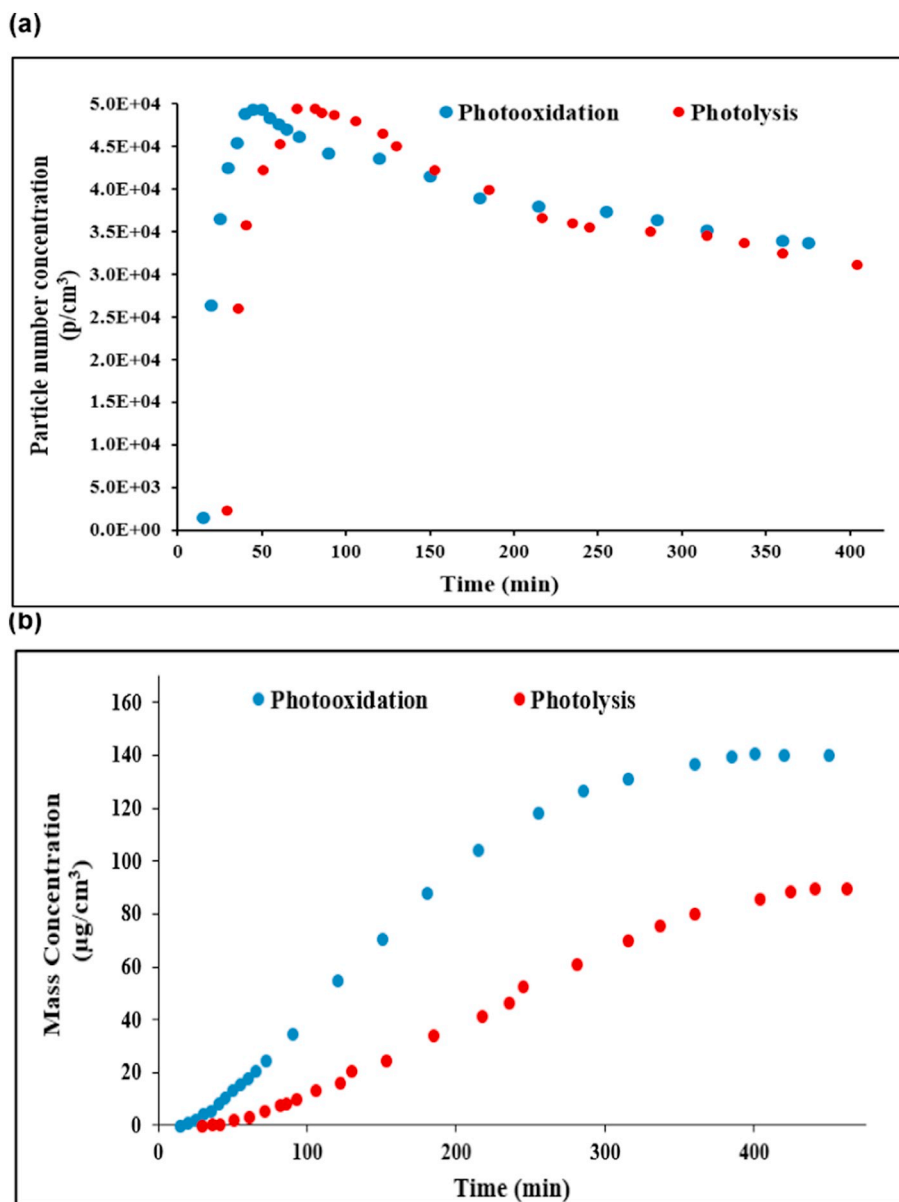 (a)
Photooxidation
Photolysis
Particle number concentration
(p/cm³)
5.0E+04
4.5E+04
4.0E+04
3.5E+04
3.0E+04
2.5E+04
2.0E+04
1.5E+04
1.0E+04
5.0E+03
0.0E+00
0 50 100 150 200 250 300 350 400
Time (min)
(b)
Photooxidation
Photolysis
Mass Concentration
(µg/cm³)
160
140
120
100
80
60
40
20
0
0 100 200 300 400
Time (min)